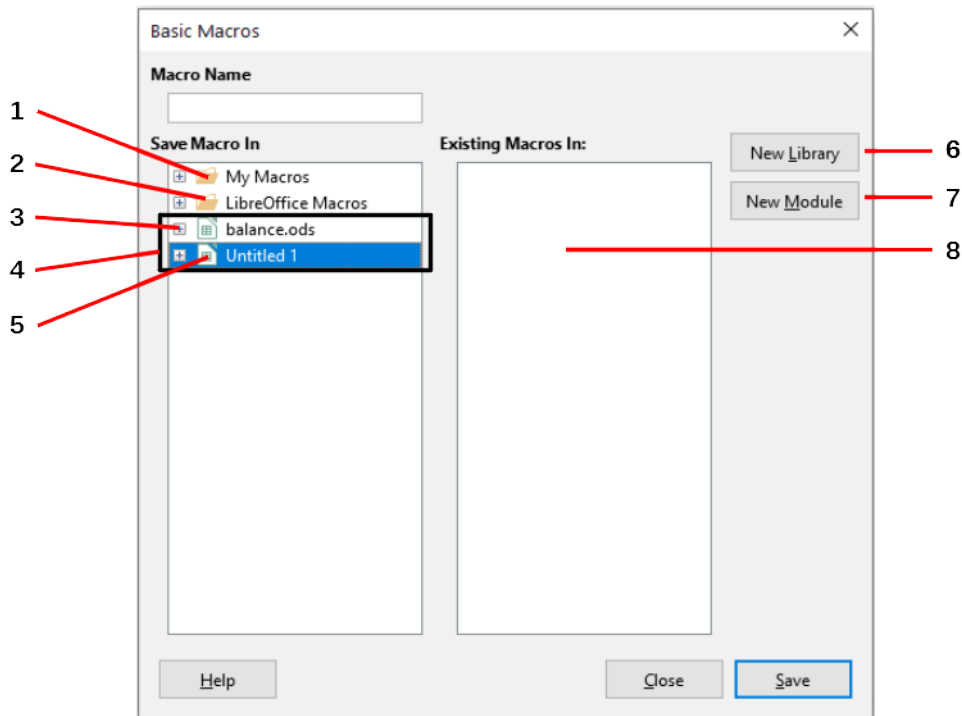 Basic Macros
Macro Name
1
Save Macro In Existing Macros In:
New Library 6
2
My Macros
New Module 7
LibreOffice Macros
3
balance.ods
4
Untitled 1
8
5
Help Close Save